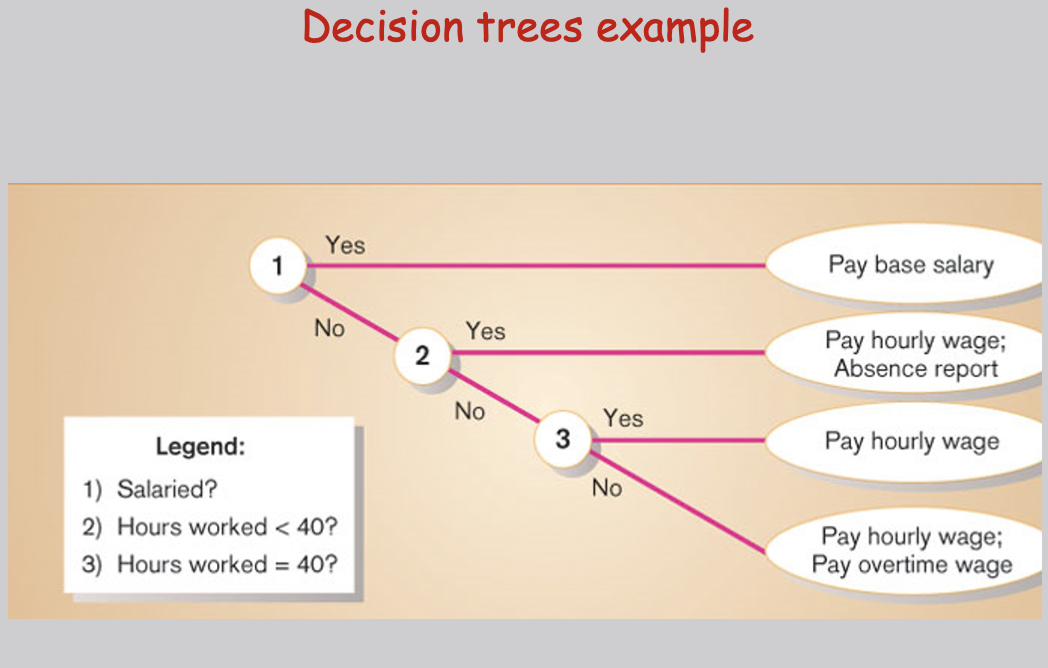 Decision trees example
1
Yes
Pay base salary
No
2
Yes
Pay hourly wage;
Absence report
No
3
Yes
Pay hourly wage
No
Pay hourly wage;
Pay overtime wage
Legend:
1) Salaried?
2) Hours worked < 40?
3) Hours worked = 40?